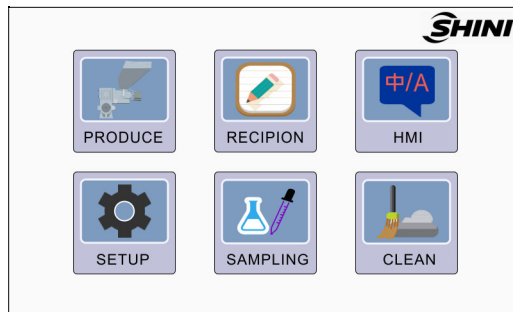 SHINI
中/A
PRODUCE RECIPION HMI
SETUP SAMPLING CLEAN